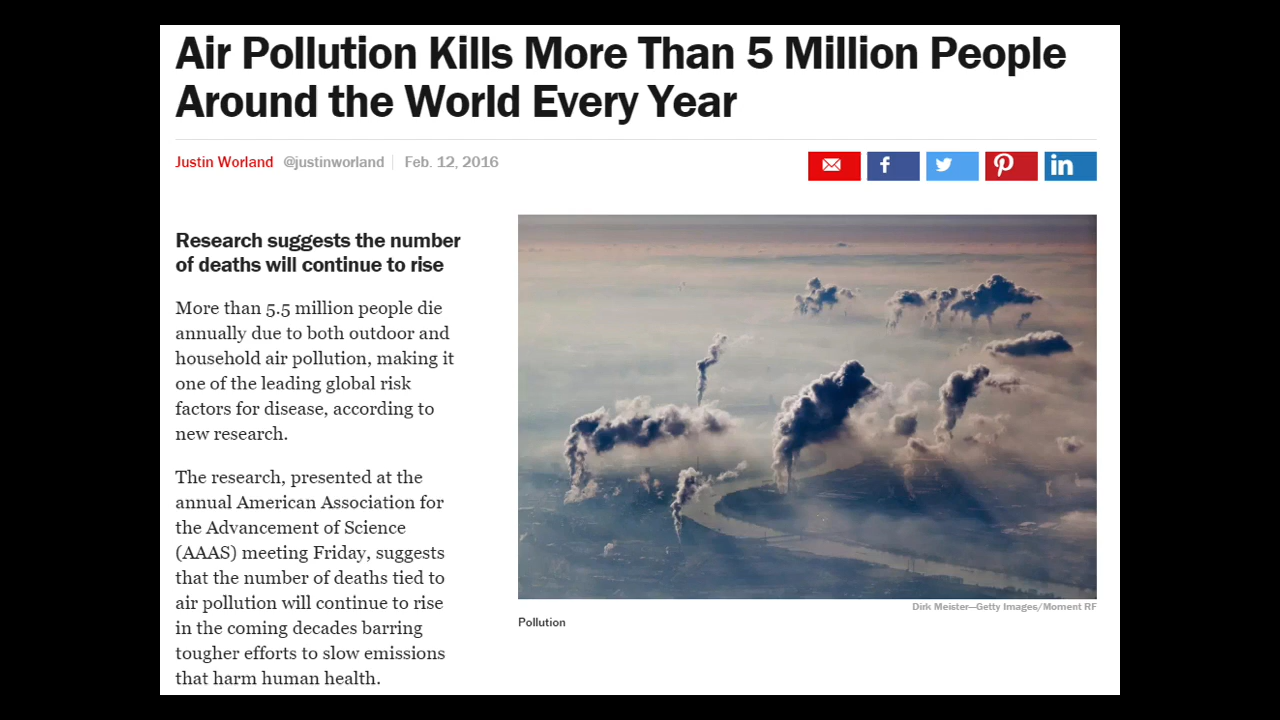 Air Pollution Kills More Than 5 Million People
Around the World Every Year
Justin Worland @justinworland Feb. 12, 2016
f
in
Research suggests the number
of deaths will continue to rise
More than 5.5 million people die
annually due to both outdoor and
household air pollution, making it
one of the leading global risk
factors for disease, according to
new research.
The research, presented at the
annual American Association for
the Advancement of Science
(AAAS) meeting Friday, suggests
that the number of deaths tied to
air pollution will continue to rise
in the coming decades barring
tougher efforts to slow emissions
that harm human health.
Dirk Meister—Getty Images/Moment RF
Pollution